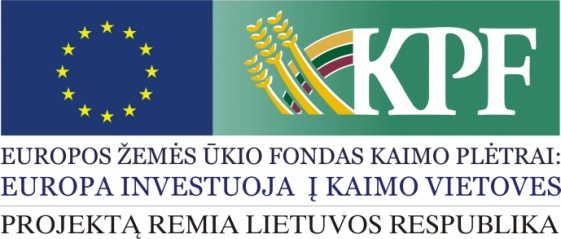 KPF
EUROPOS ŽEMĖS ŪKIO FONDAS KAIMO PLĖTRAI:
EUROPA INVESTUOJA Į KAIMO VIETOVES
PROJEKTĄ REMIA LIETUVOS RESPUBLIKA